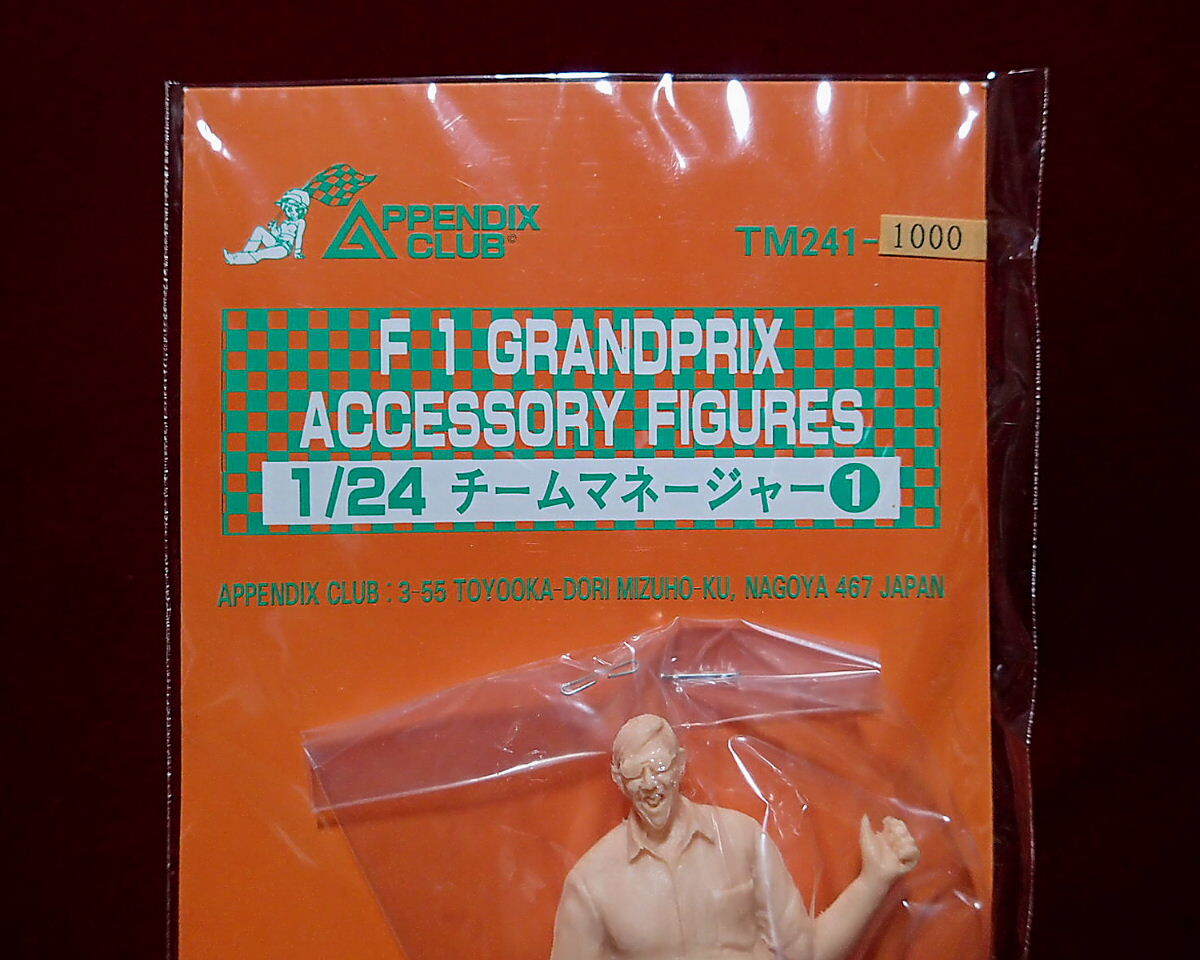 APPENDIX
CLUB©
TM241-1000
F 1 GRANDPRIX
ACCESSORY FIGURES
1/24 チームマネージャー❶
APPENDIX CLUB : 3-55 TOYOOKA-DORI MIZUHO-KU, NAGOYA 467 JAPAN